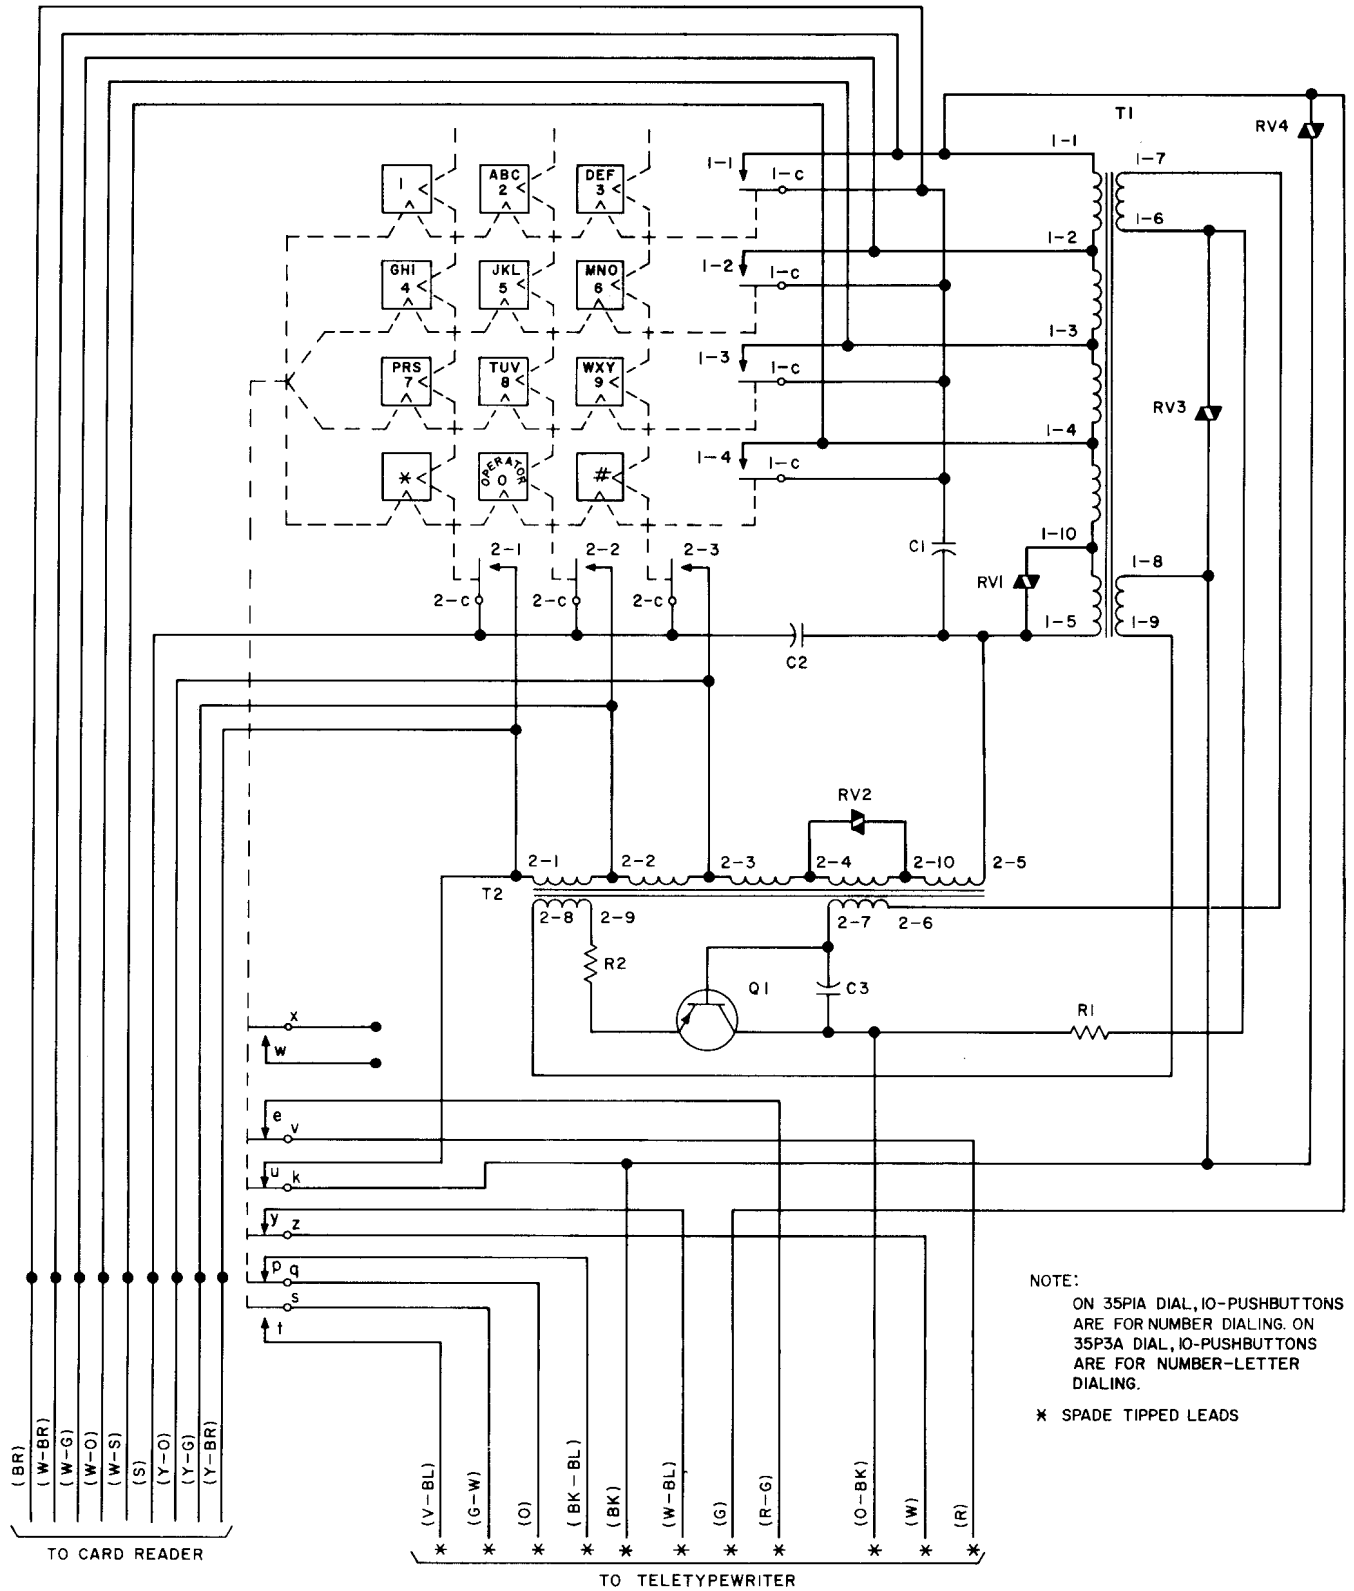 T1
RV4
1-1
1-7
1
ABC
2
DEF
3
1-1
1-c
1-6
1-2
GHI
4
JKL
5
MNO
6
1-2
1-c
1-3
PRS
7
TUV
8
WXY
9
1-3
1-c
RV3
1-4
*
OPERATOR
0
#
1-4
1-c
1-10
2-1
2-2
2-3
C1
RV1
1-8
2-c
2-c
2-c
1-5
1-9
C2
RV2
2-1
2-2
2-3
2-4
2-10
2-5
T2
2-8
2-9
2-7
2-6
R2
Q1
C3
R1
x
w
e
v
u
k
y
z
p
q
s
t
NOTE:
ON 35P1A DIAL, 10-PUSHBUTTONS
ARE FOR NUMBER DIALING. ON
35P3A DIAL, 10-PUSHBUTTONS
ARE FOR NUMBER-LETTER
DIALING.
* SPADE TIPPED LEADS
(BR)
(W-BR)
(W-G)
(W-O)
(W-S)
(S)
(Y-O)
(Y-G)
(Y-BR)
(V-BL)
(G-W)
(O)
(BK-BL)
(BK)
(W-BL)
(G)
(R-G)
(O-BK)
(W)
(R)
* * * * * * * * * * *
TO CARD READER
TO TELETYPEWRITER